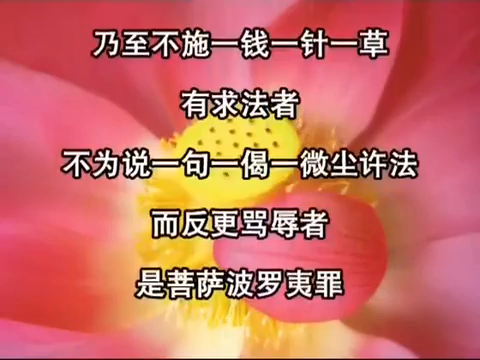 乃至不施一钱一针一草
有求法者
不为说一句一偈一微尘许法
而反更骂辱者
是菩萨波罗夷罪